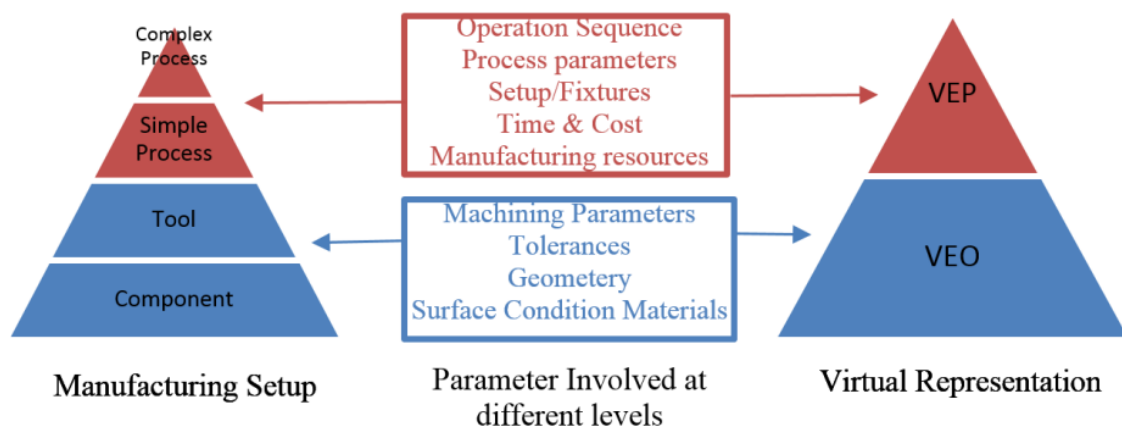 Complex
Process
Simple
Process
Tool
Component
Manufacturing Setup
Operation Sequence
Process parameters
Setup/Fixtures
Time & Cost
Manufacturing resources
Machining Parameters
Tolerances
Geometery
Surface Condition Materials
Parameter Involved at
different levels
VEP
VEO
Virtual Representation